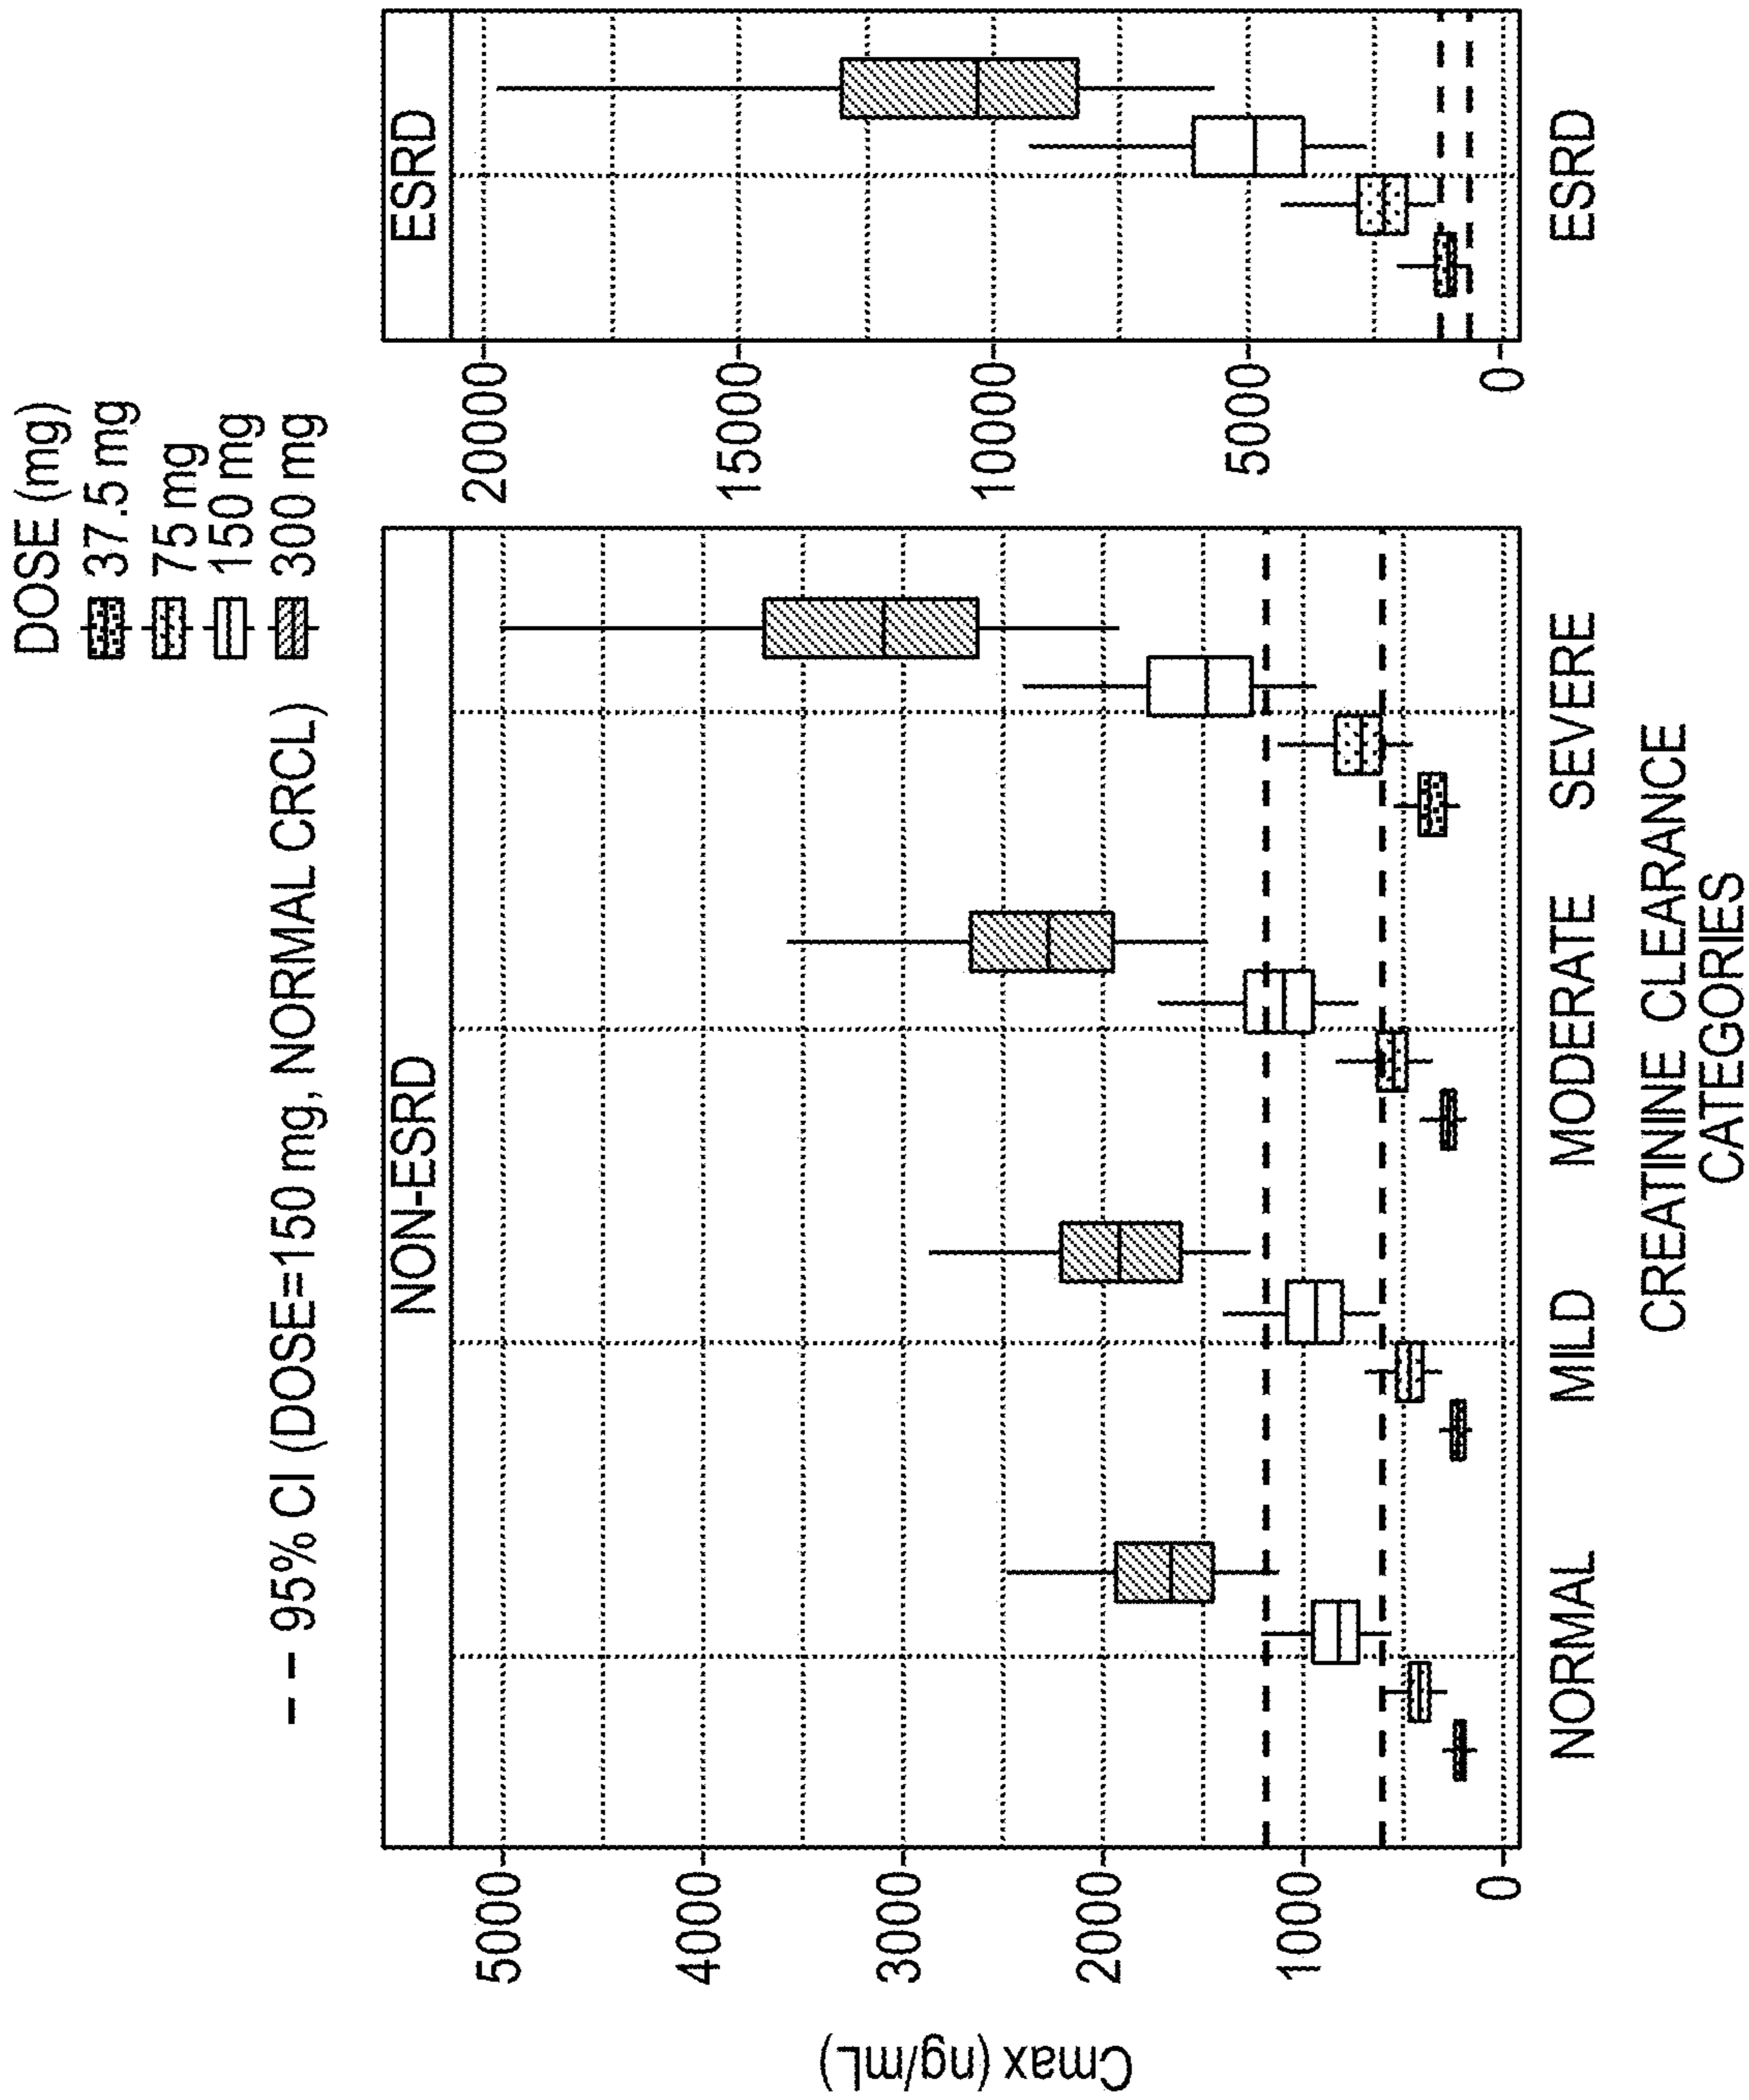 DOSE (mg)
37.5 mg
75 mg
150 mg
300 mg
– – 95% CI (DOSE=150 mg, NORMAL CRCL)
NON-ESRD
ESRD
Cmax (ng/mL)
5000
4000
3000
2000
1000
0
20000
15000
10000
5000
0
NORMAL
MILD
MODERATE
SEVERE
ESRD
CREATININE CLEARANCE
CATEGORIES